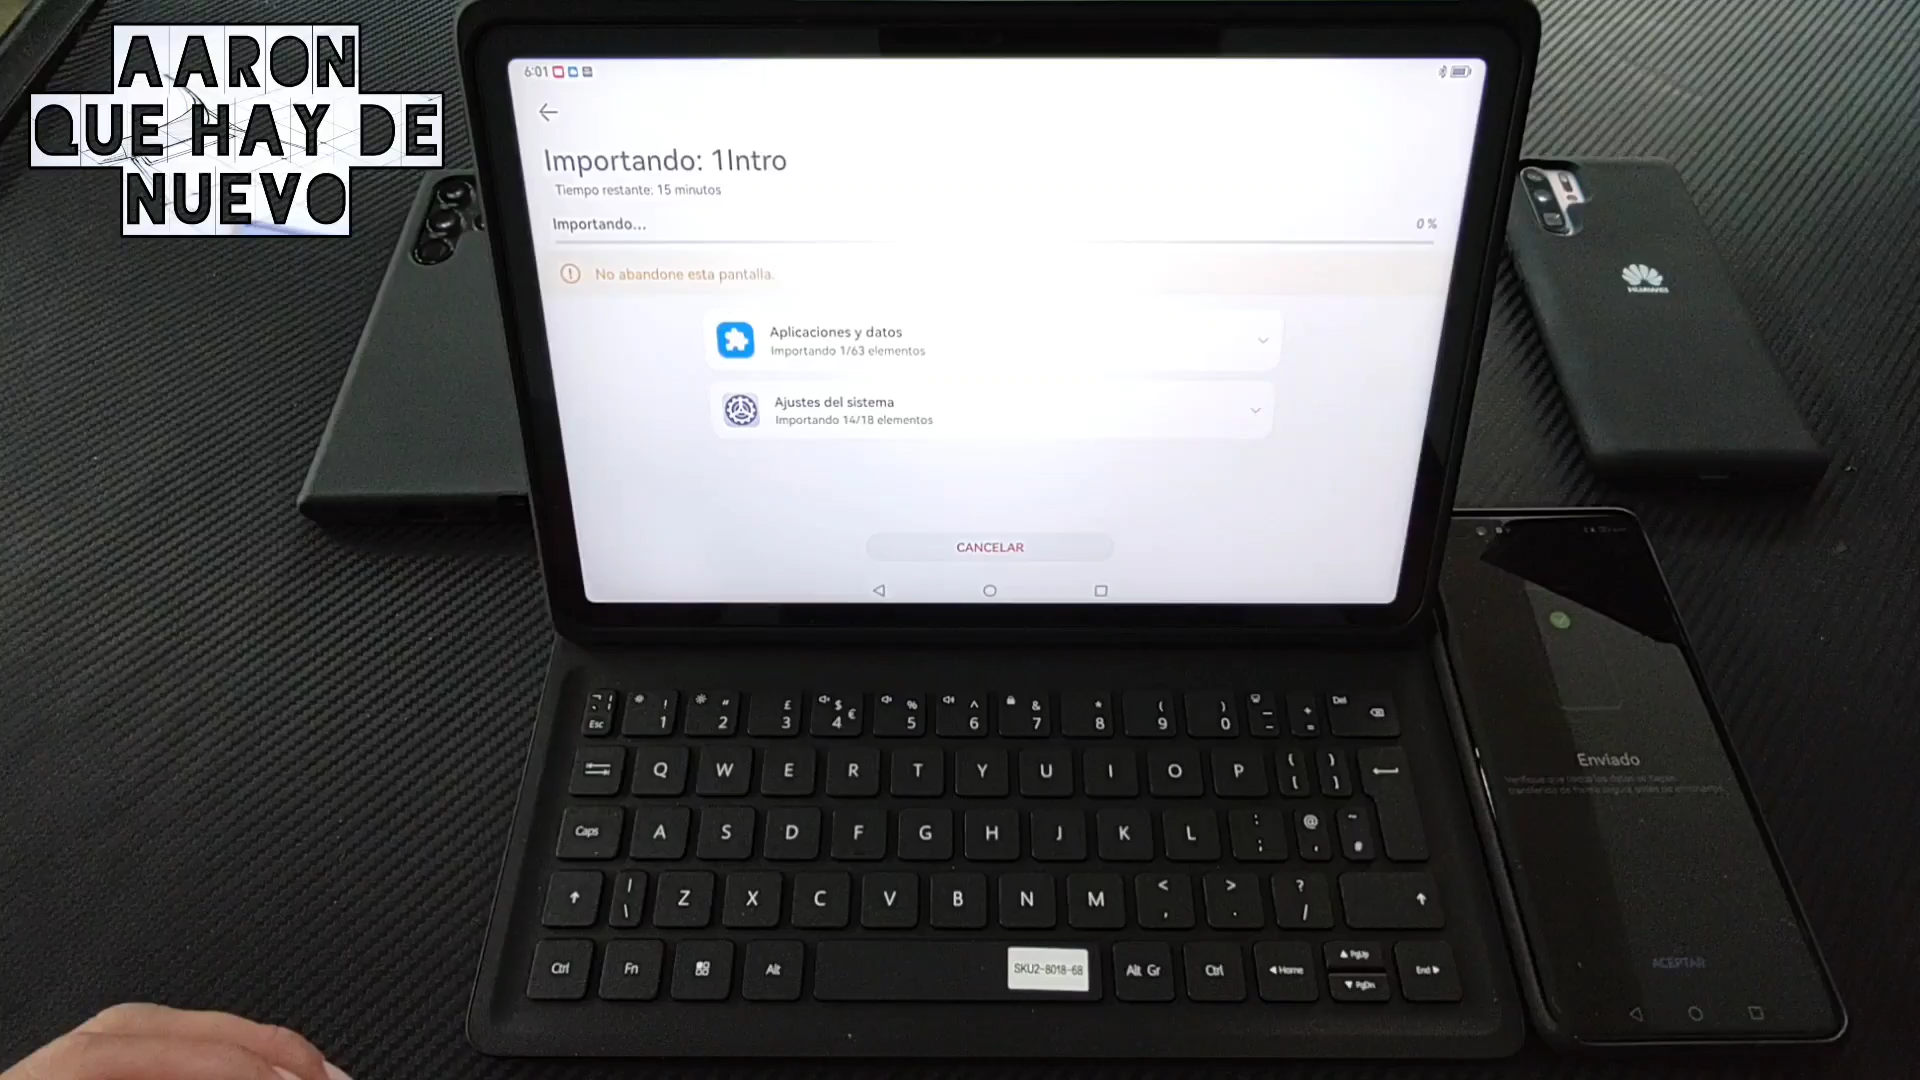 AARON
QUE HAY DE
NUEVO
6:01
Importando: 1Intro
Tiempo restante: 15 minutos
Importando...
0 %
No abandone esta pantalla.
Aplicaciones y datos
Importando 1/63 elementos
Ajustes del sistema
Importando 14/18 elementos
CANCELAR
HUAWEI
Enviado
ACEPTAR
Esc ! 1 " 2 £ 3 $ 4 € % 5 ^ 6 & 7 * 8 ( 9 ) 0 _ - + = Del
Q W E R T Y U I O P { [ } ]
Caps A S D F G H J K L : ; @ ' ~ #
| \ Z X C V B N M < , > . ? /
Ctrl Fn Alt SKU2-8018-68 Alt Gr Ctrl Home PgUp PgDn End